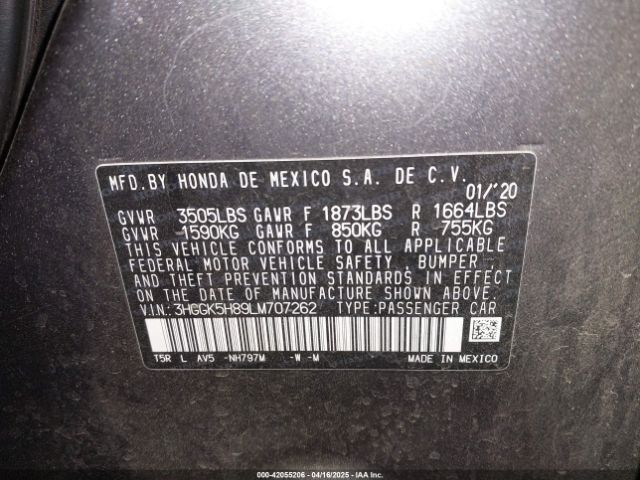 MFD.BY HONDA DE MEXICO S.A. DE C.V.
01/'20
GVWR 3505LBS GAWR F 1873LBS R 1664LBS
GVWR 1590KG GAWR F 850KG R 755KG
THIS VEHICLE CONFORMS TO ALL APPLICABLE
FEDERAL MOTOR VEHICLE SAFETY, BUMPER,
AND THEFT PREVENTION STANDARDS IN EFFECT
ON THE DATE OF MANUFACTURE SHOWN ABOVE.
V.I.N: 3HGGK5H89LM707262 TYPE:PASSENGER CAR
T5R L AV5 -NH797M -W -M
MADE IN MEXICO
000-42055206 - 04/16/2025 - IAA Inc.